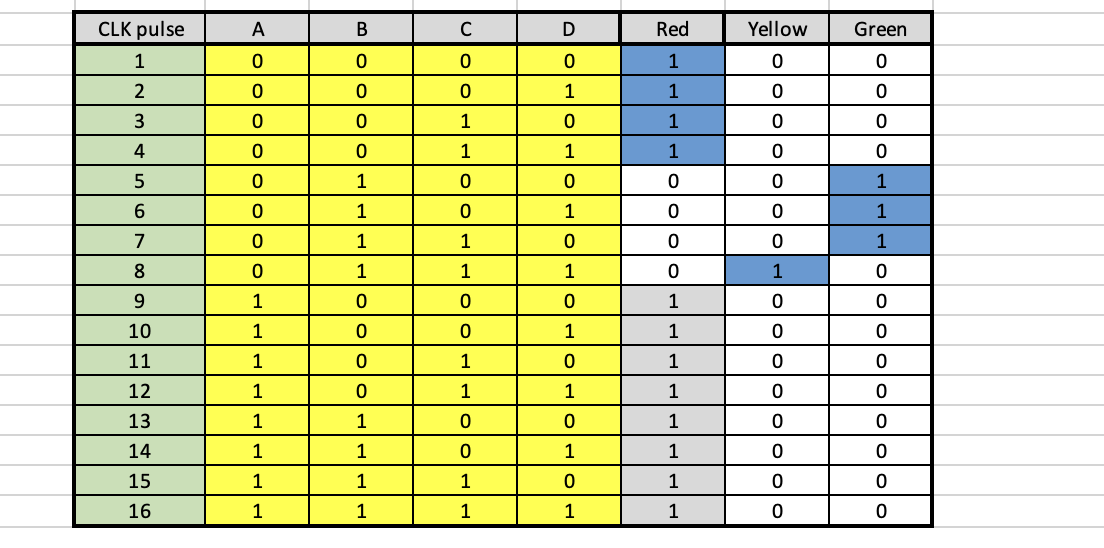 CLK pulse A B C D Red Yellow Green
1 0 0 0 0 1 0 0
2 0 0 0 1 1 0 0
3 0 0 1 0 1 0 0
4 0 0 1 1 1 0 0
5 0 1 0 0 0 0 1
6 0 1 0 1 0 0 1
7 0 1 1 0 0 0 1
8 0 1 1 1 0 1 0
9 1 0 0 0 1 0 0
10 1 0 0 1 1 0 0
11 1 0 1 0 1 0 0
12 1 0 1 1 1 0 0
13 1 1 0 0 1 0 0
14 1 1 0 1 1 0 0
15 1 1 1 0 1 0 0
16 1 1 1 1 1 0 0